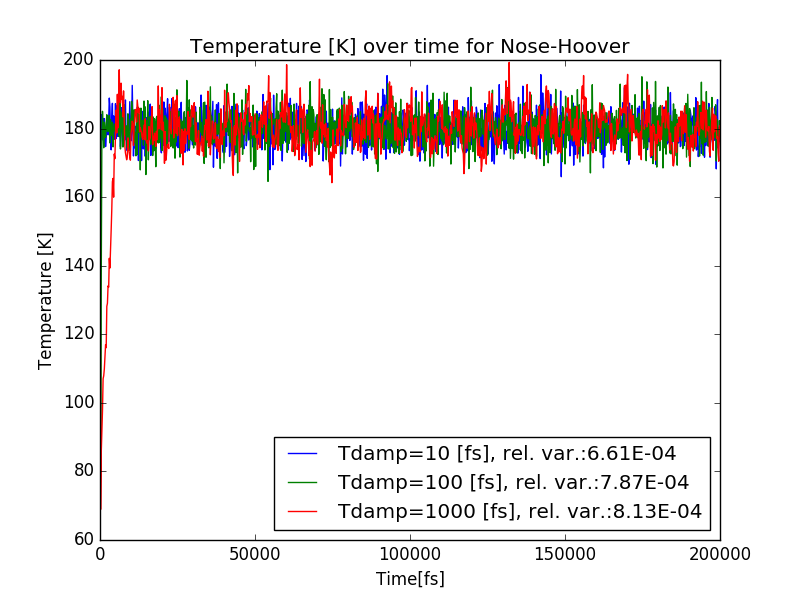 Temperature [K] over time for Nose-Hoover
200
180
160
140
120
100
80
60
Temperature [K]
Tdamp=10 [fs], rel. var.:6.61E-04
Tdamp=100 [fs], rel. var.:7.87E-04
Tdamp=1000 [fs], rel. var.:8.13E-04
0 50000 100000 150000 200000
Time[fs]